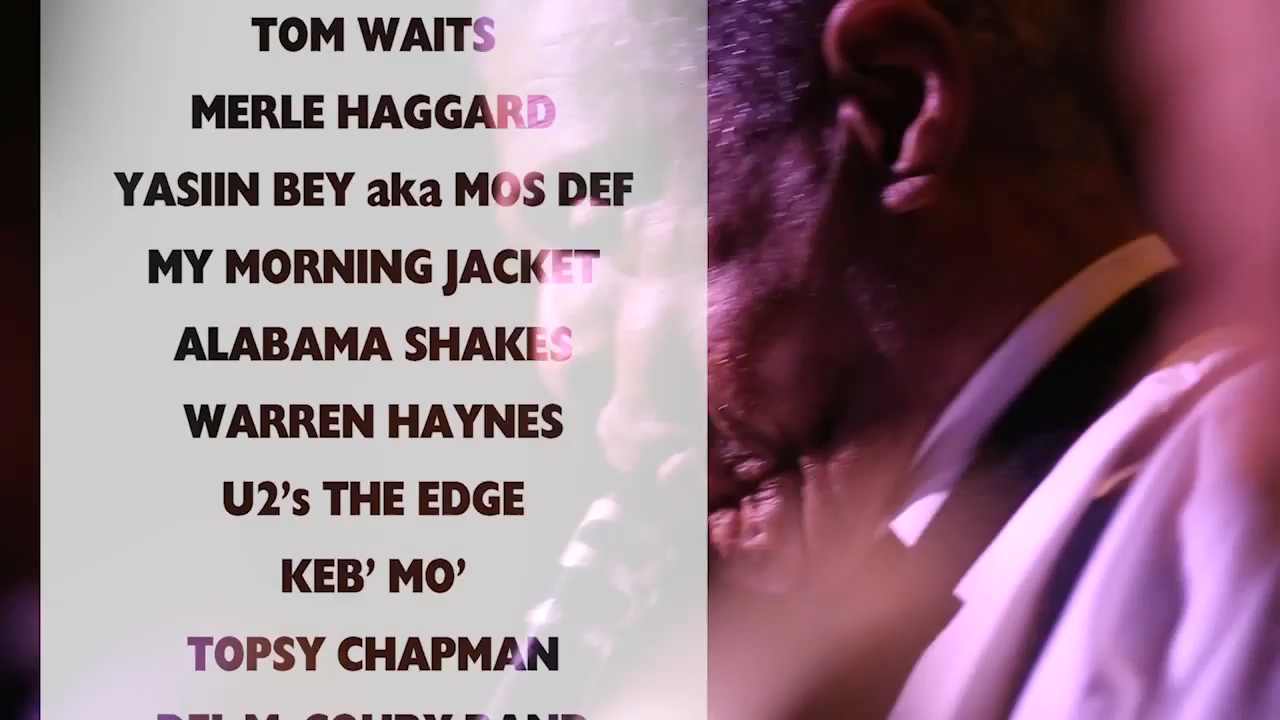 TOM WAITS
MERLE HAGGARD
YASIIN BEY aka MOS DEF
MY MORNING JACKET
ALABAMA SHAKES
WARREN HAYNES
U2’s THE EDGE
KEB’ MO’
TOPSY CHAPMAN